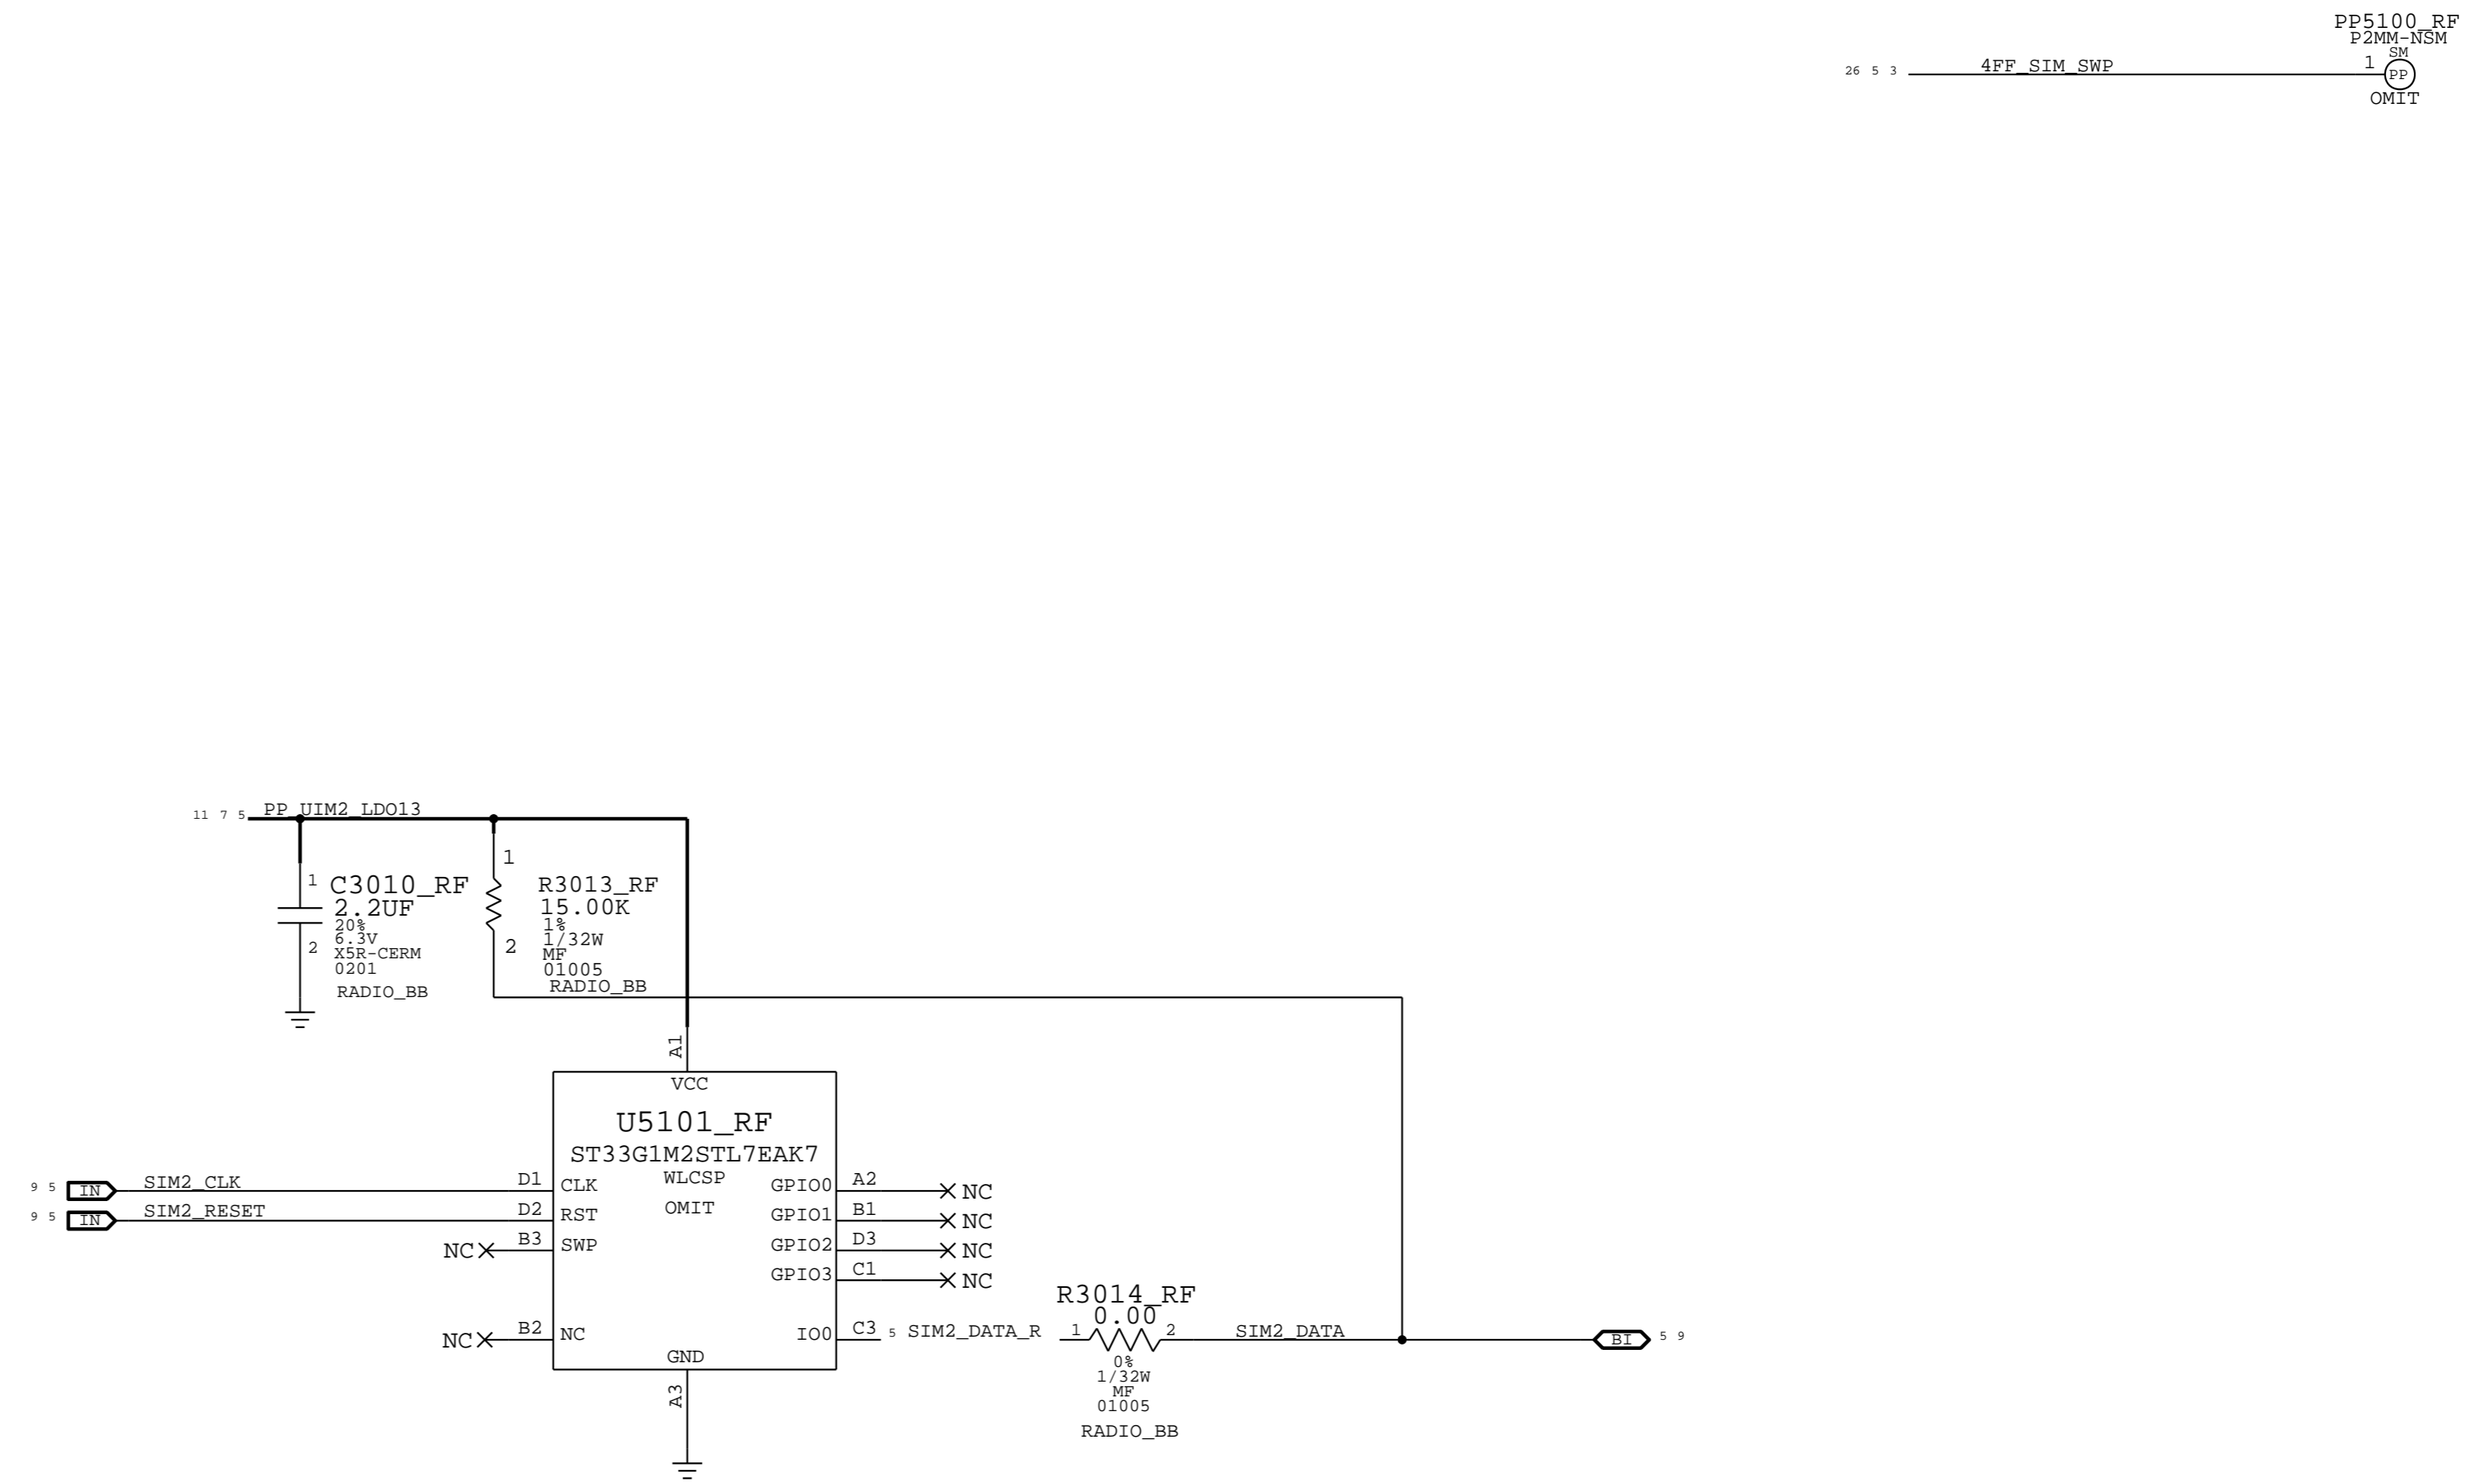 PP5100_RF
P2MM-NSM
SM
26 5 3 4FF_SIM_SWP 1 PP
OMIT
11 7 5 PP_UIM2_LDO13
1
1 C3010_RF
2.2UF
20%
6.3V
2 X5R-CERM
0201
RADIO_BB
R3013_RF
15.00K
1%
1/32W
2 MF
01005
RADIO_BB
A1
VCC
U5101_RF
ST33G1M2STL7EAK7
WLCSP
OMIT
9 5 IN SIM2_CLK D1 CLK
9 5 IN SIM2_RESET D2 RST
NC B3 SWP
NC B2 NC
GPIO0 A2 NC
GPIO1 B1 NC
GPIO2 D3 NC
GPIO3 C1 NC
IO0 C3 5 SIM2_DATA_R 1 2 SIM2_DATA BI 5 9
R3014_RF
0.00
0%
1/32W
MF
01005
RADIO_BB
GND
A3